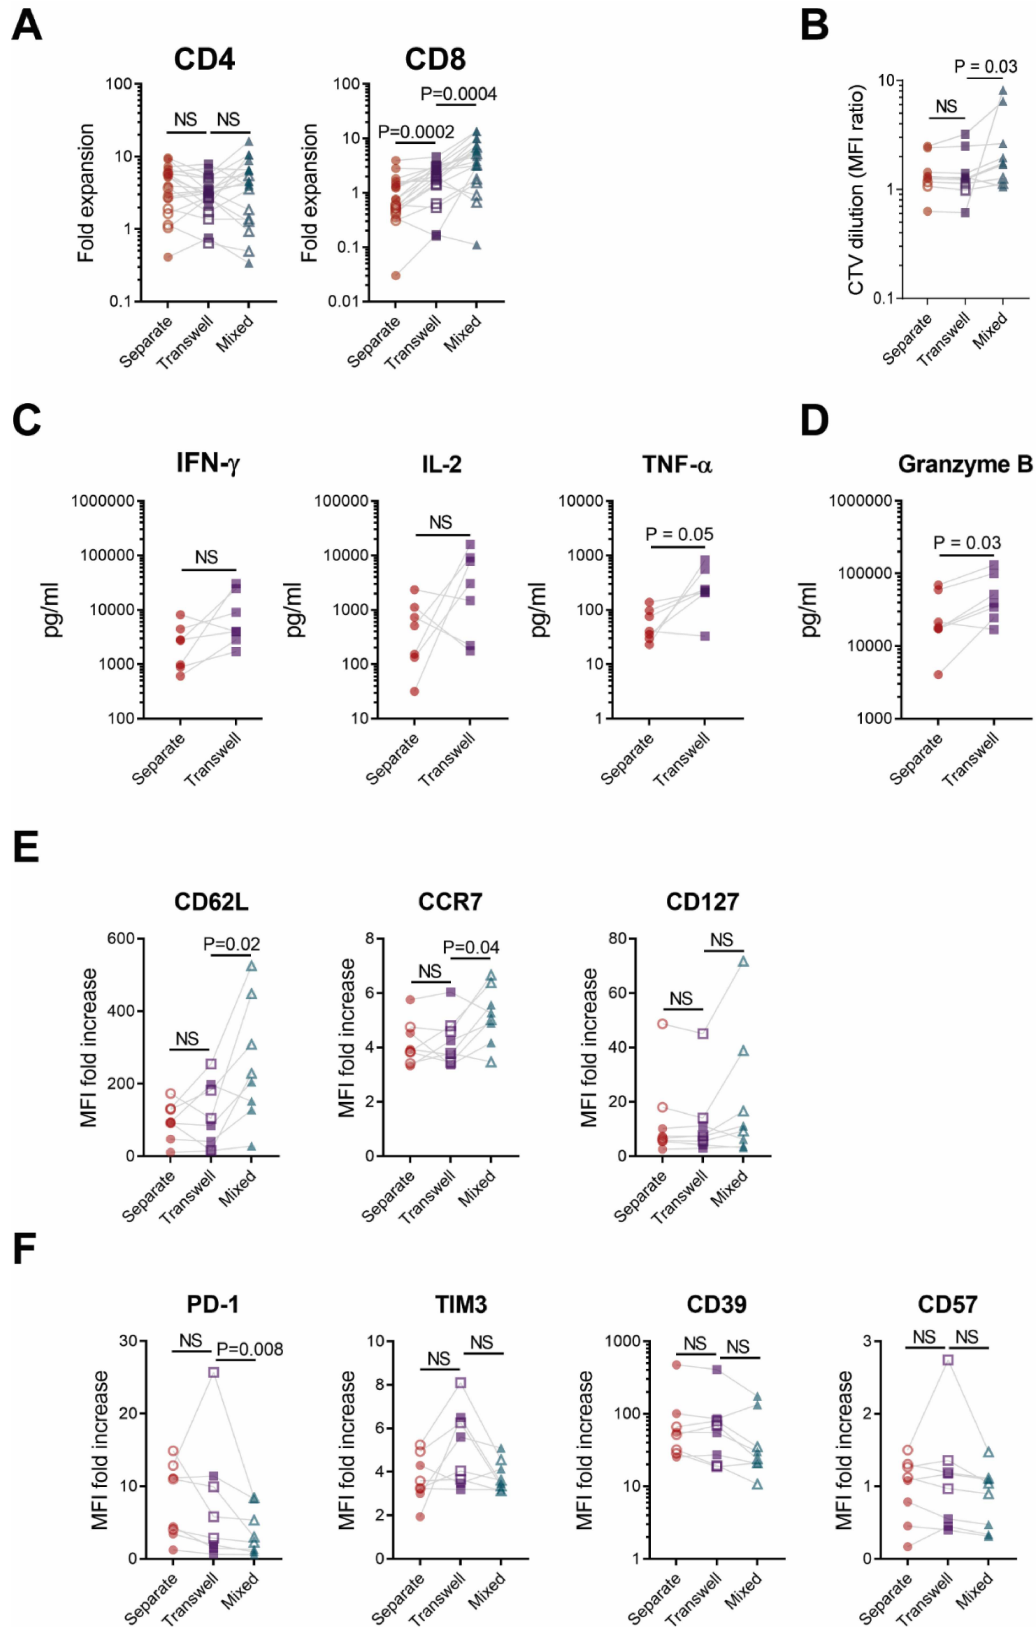 A
B
CD4
CD8
Fold expansion
100
10
1
0.1
NS
NS
Separate
Transwell
Mixed
Fold expansion
100
10
1
0.1
0.01
P=0.0002
P=0.0004
Separate
Transwell
Mixed
CTV dilution (MFI ratio)
10
1
0.1
NS
P = 0.03
Separate
Transwell
Mixed
C
D
IFN-γ
pg/ml
1000000
100000
10000
1000
100
NS
Separate
Transwell
IL-2
pg/ml
100000
10000
1000
100
10
NS
Separate
Transwell
TNF-α
pg/ml
10000
1000
100
10
1
P = 0.05
Separate
Transwell
Granzyme B
1000000
100000
10000
1000
P = 0.03
Separate
Transwell
E
CD62L
MFI fold increase
600
400
200
0
NS
P=0.02
Separate
Transwell
Mixed
CCR7
MFI fold increase
8
6
4
2
0
NS
P=0.04
Separate
Transwell
Mixed
CD127
MFI fold increase
80
60
40
20
0
NS
NS
Separate
Transwell
Mixed
F
PD-1
MFI fold increase
30
20
10
0
NS
P=0.008
Separate
Transwell
Mixed
TIM3
MFI fold increase
10
8
6
4
2
0
NS
NS
Separate
Transwell
Mixed
CD39
MFI fold increase
1000
100
10
1
NS
NS
Separate
Transwell
Mixed
CD57
MFI fold increase
3
2
1
0
NS
NS
Separate
Transwell
Mixed